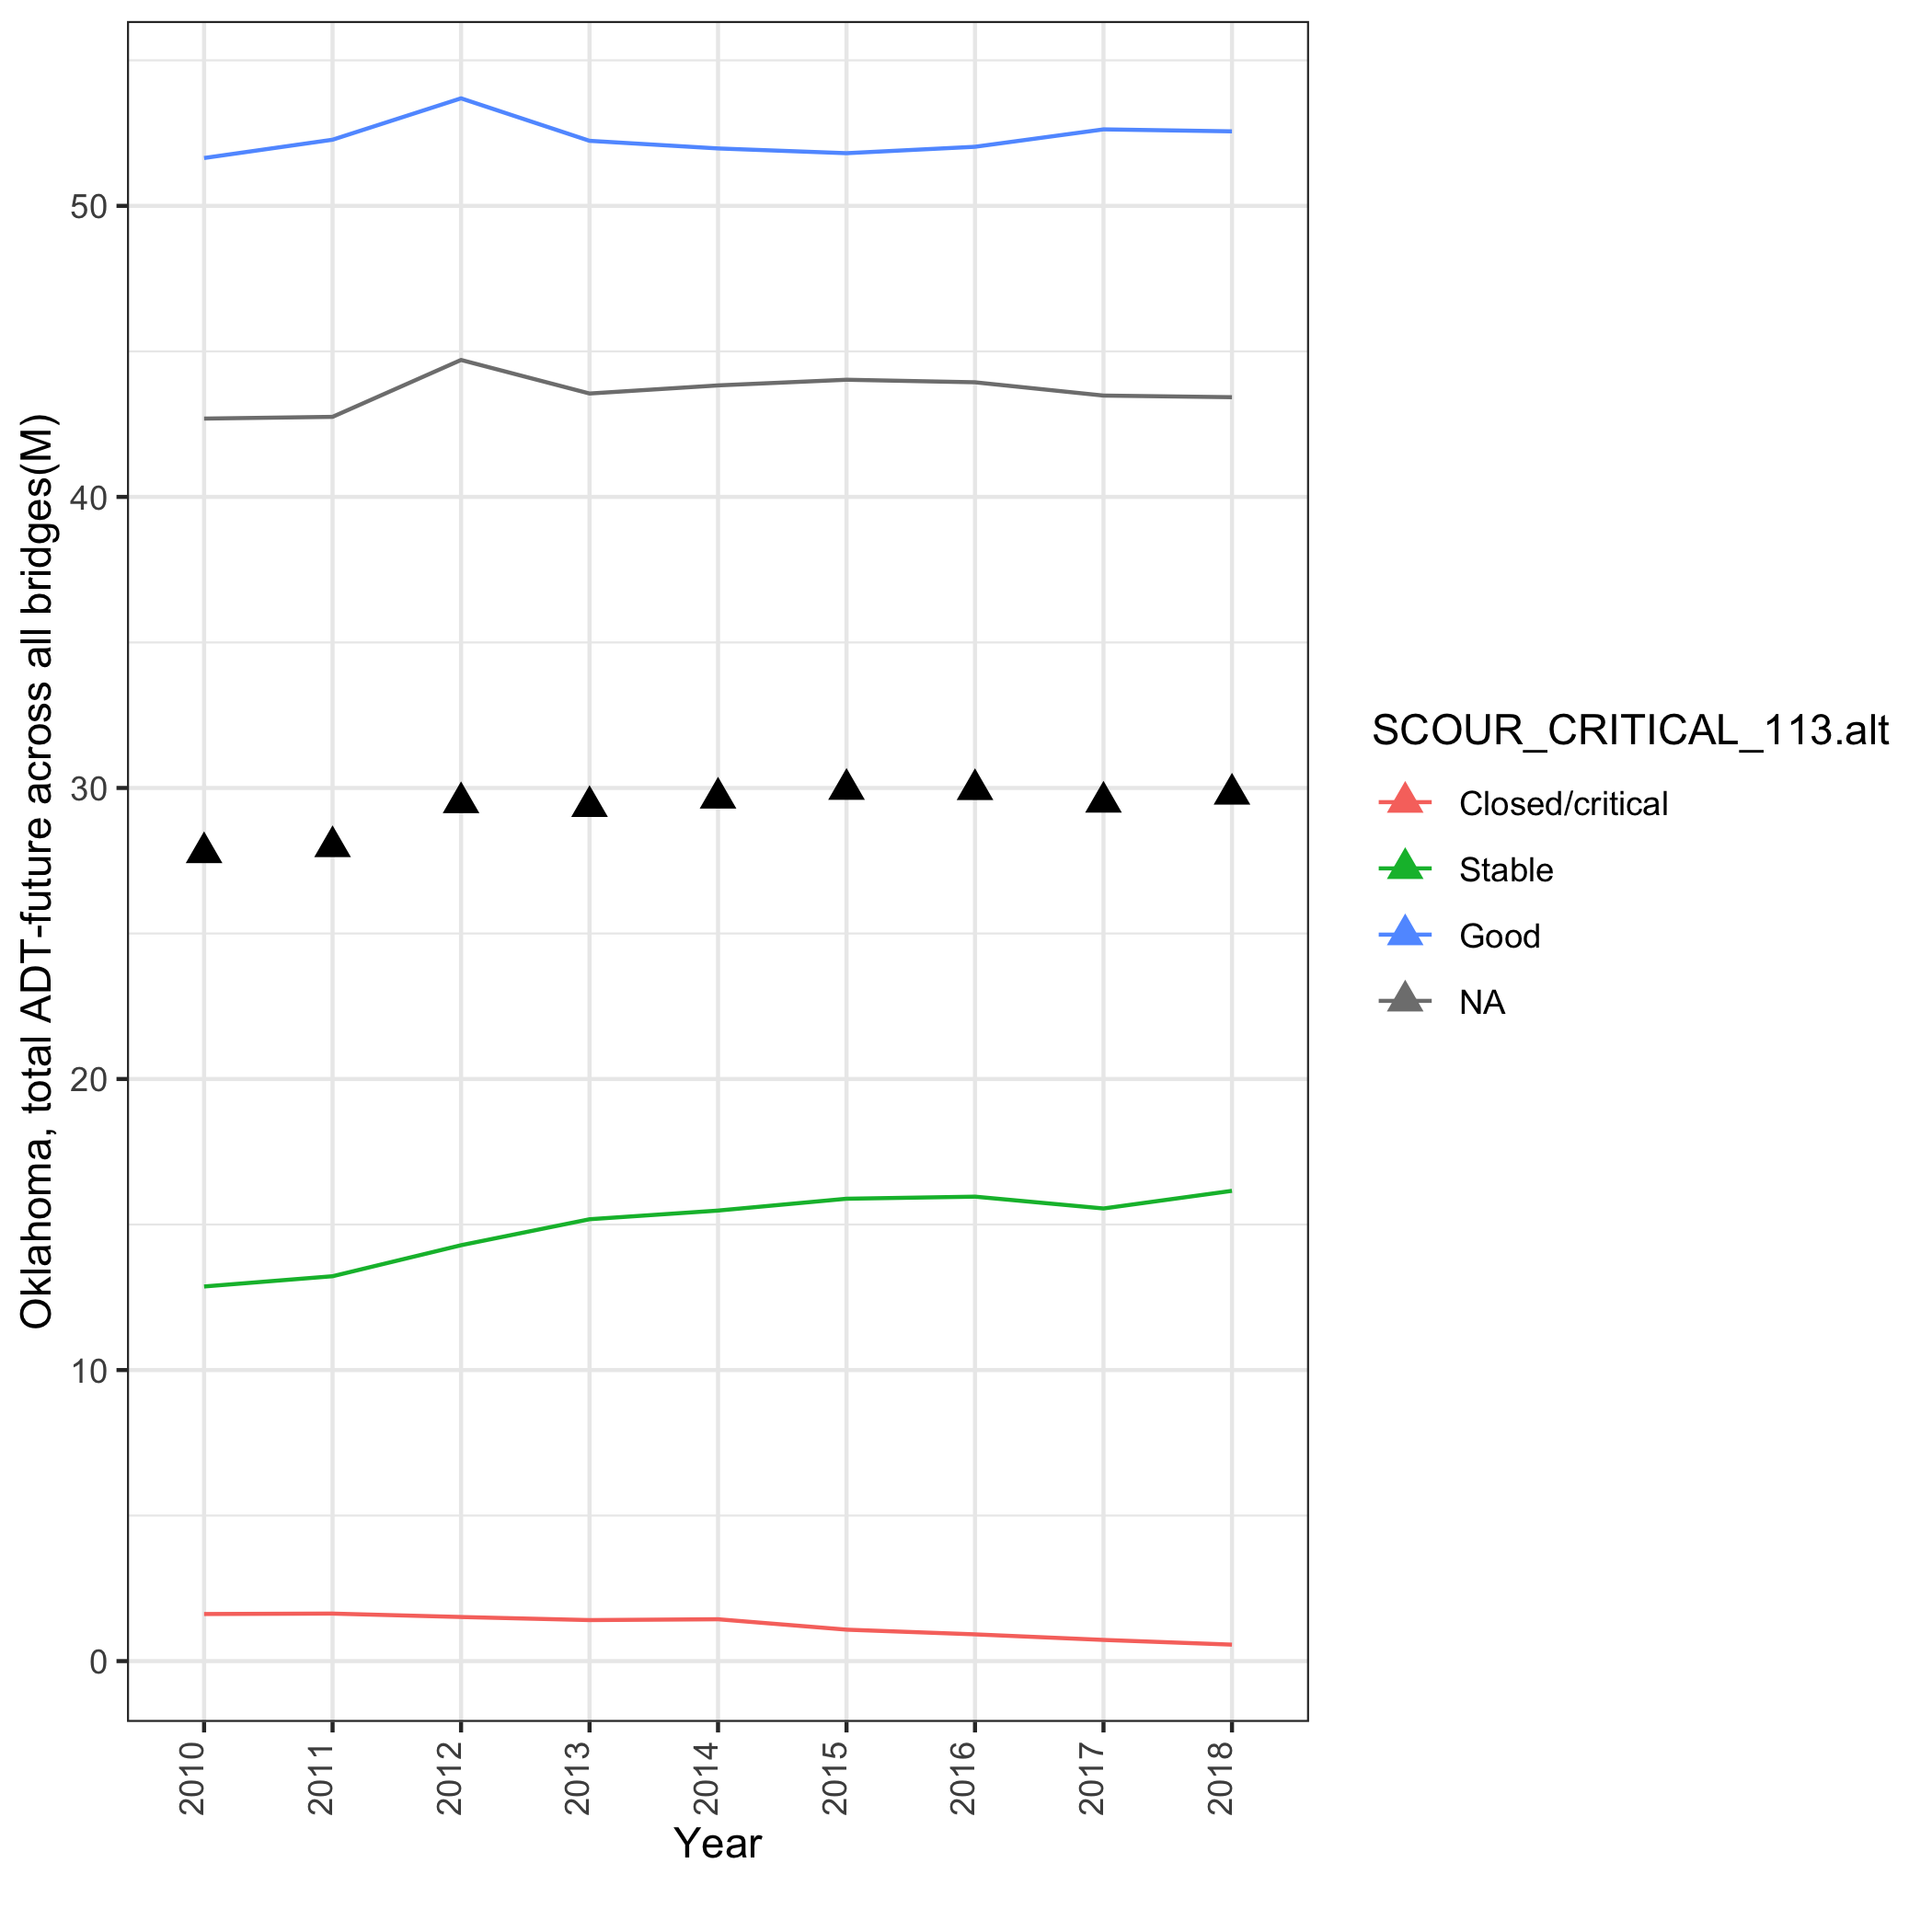 Oklahoma, total ADT-future across all bridges(M)
50
40
30
20
10
0
2010
2011
2012
2013
2014
2015
2016
2017
2018
Year
SCOUR_CRITICAL_113.alt
Closed/critical
Stable
Good
NA